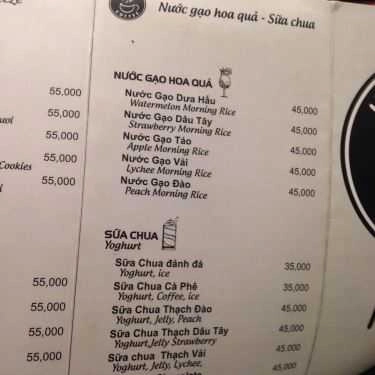 Nước gạo hoa quả - Sữa chua
55,000
55,000
55,000
Cookies 55,000
55,000
55,000
55,000
55,000
NƯỚC GẠO HOA QUẢ
Nước Gạo Dưa Hấu 45,000
Watermelon Morning Rice
Nước Gạo Dâu Tây 45,000
Strawberry Morning Rice
Nước Gạo Táo 45,000
Apple Morning Rice
Nước Gạo Vải 45,000
Lychee Morning Rice
Nước Gạo Đào 45,000
Peach Morning Rice
SỮA CHUA
Yoghurt
Sữa Chua đánh đá 35,000
Yoghurt, ice
Sữa Chua Cà Phê 35,000
Yoghurt, Coffee, ice
Sữa Chua Thạch Đào 45,000
Yoghurt, Jelly, Peach
Sữa Chua Thạch Dâu Tây 45,000
Yoghurt,Jelly Strawberry
Sữa chua Thạch Vải 45,000
Yoghurt, Jelly, Lychee,